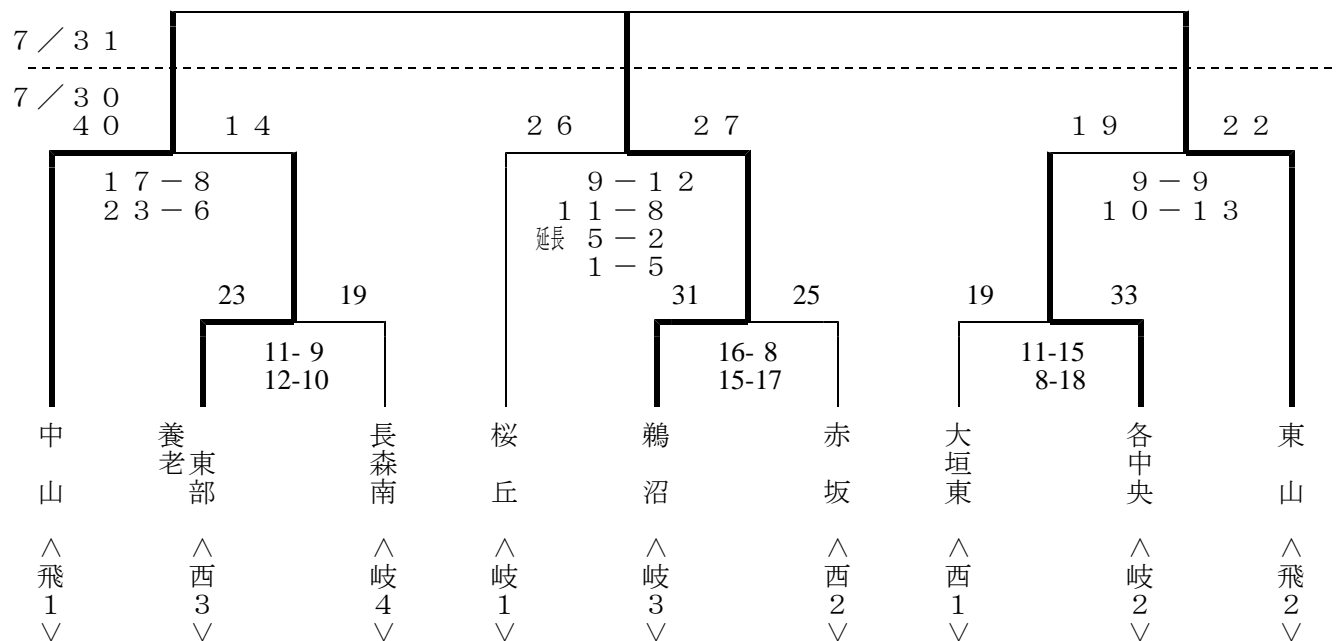 ７／３１
７／３０
４０ １４ ２６ ２７ １９ ２２
１７－８ ９－１２ ９－９
２３－６ １１－８ １０－１３
延長 ５－２
１－５
23 19 31 25 19 33
11- 9 16- 8 11-15
12-10 15-17 8-18
中山 <飛１>
養老東部 <西３>
長森南 <岐４>
桜丘 <岐１>
鵜沼 <岐３>
赤坂 <西２>
大垣東 <西１>
各中央 <岐２>
東山 <飛２>